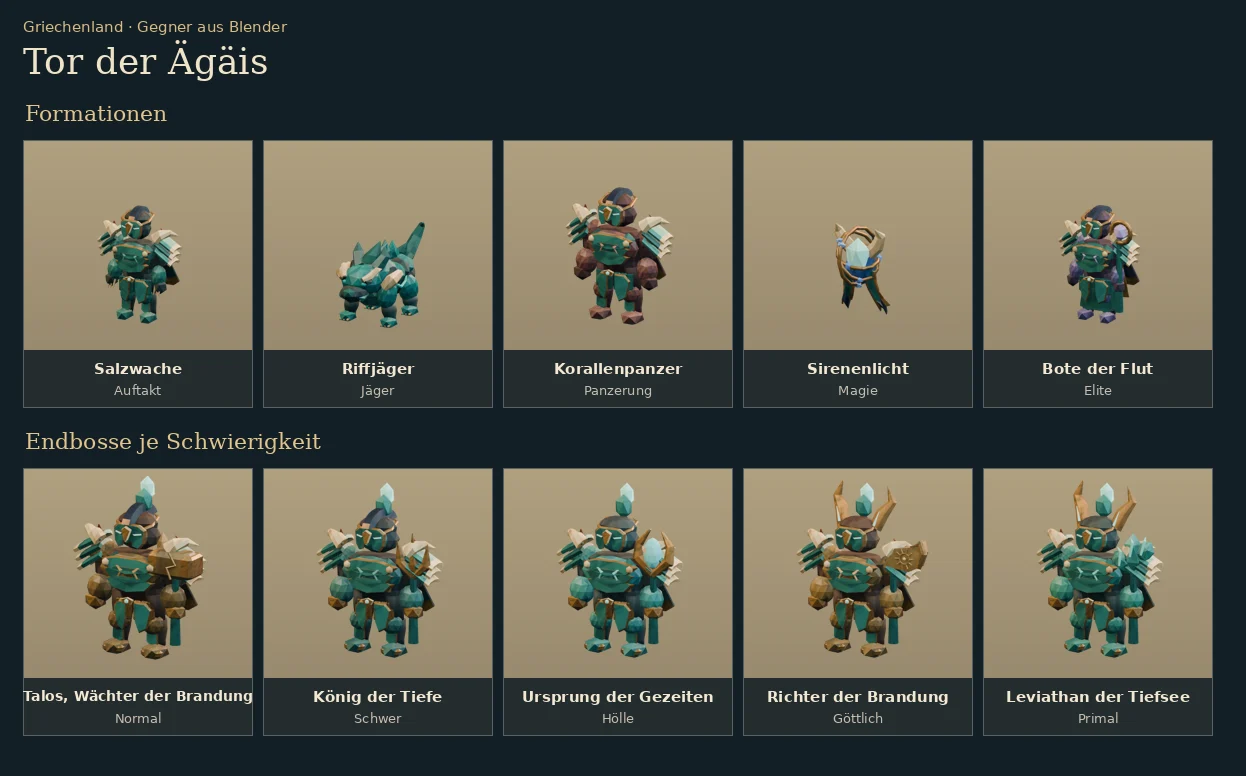 Griechenland · Gegner aus Blender
Tor der Ägäis
Formationen
Salzwache
Auftakt
Riffjäger
Jäger
Korallenpanzer
Panzerung
Sirenenlicht
Magie
Bote der Flut
Elite
Endbosse je Schwierigkeit
Talos, Wächter der Brandung
Normal
König der Tiefe
Schwer
Ursprung der Gezeiten
Hölle
Richter der Brandung
Göttlich
Leviathan der Tiefsee
Primal